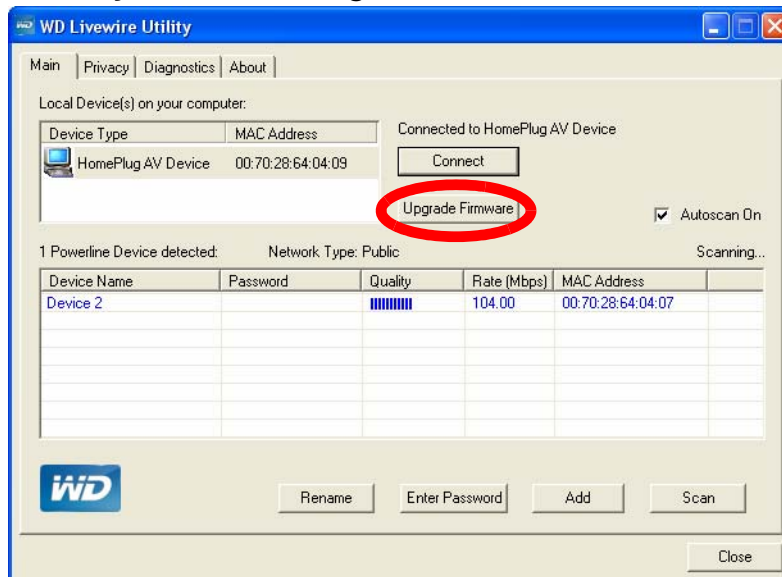 WD Livewire Utility
Main Privacy Diagnostics About
Local Device(s) on your computer:
Device Type MAC Address
HomePlug AV Device 00:70:28:64:04:09
Connected to HomePlug AV Device
Connect
Upgrade Firmware
Autoscan On
1 Powerline Device detected: Network Type: Public Scanning...
Device Name Password Quality Rate (Mbps) MAC Address
Device 2 104.00 00:70:28:64:04:07
WD
Rename Enter Password Add Scan
Close